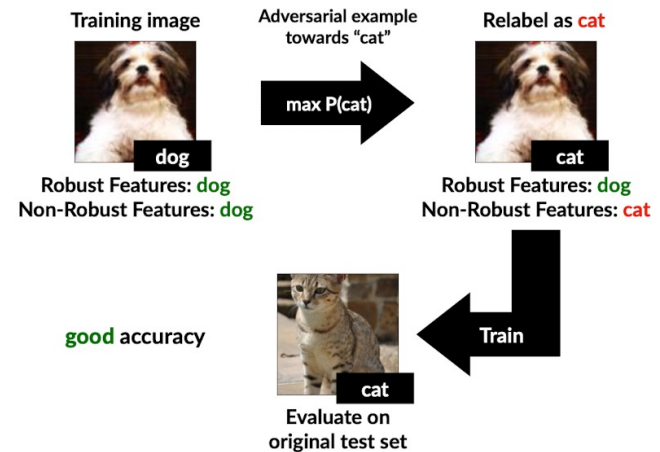 Training image
Adversarial example
towards “cat”
Relabel as cat
max P(cat)
dog
cat
Robust Features: dog
Non-Robust Features: dog
Robust Features: dog
Non-Robust Features: cat
good accuracy
Train
cat
Evaluate on
original test set